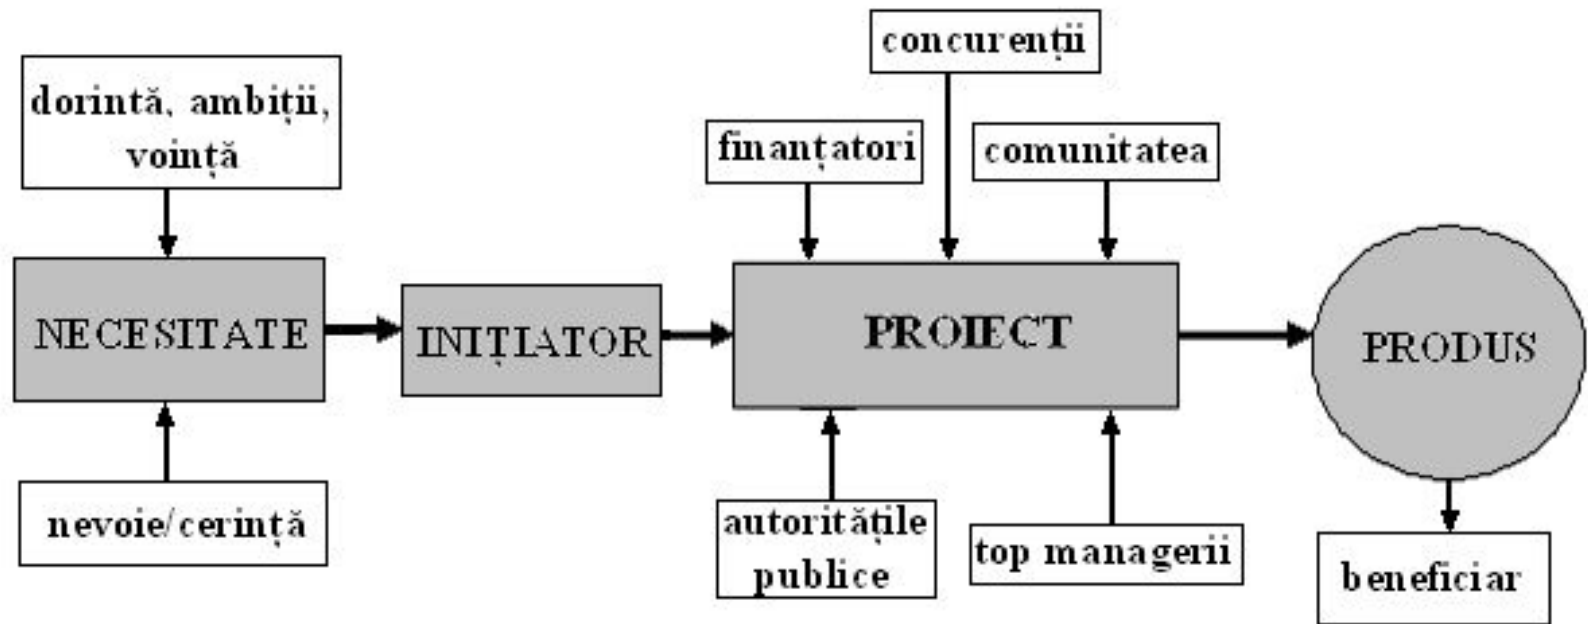 concurenții
dorintă, ambiții,
voință
finanțatori
comunitatea
NECESITATE
INIȚIATOR
PROIECT
PRODUS
nevoie/cerință
autoritățile
publice
top managerii
beneficiar